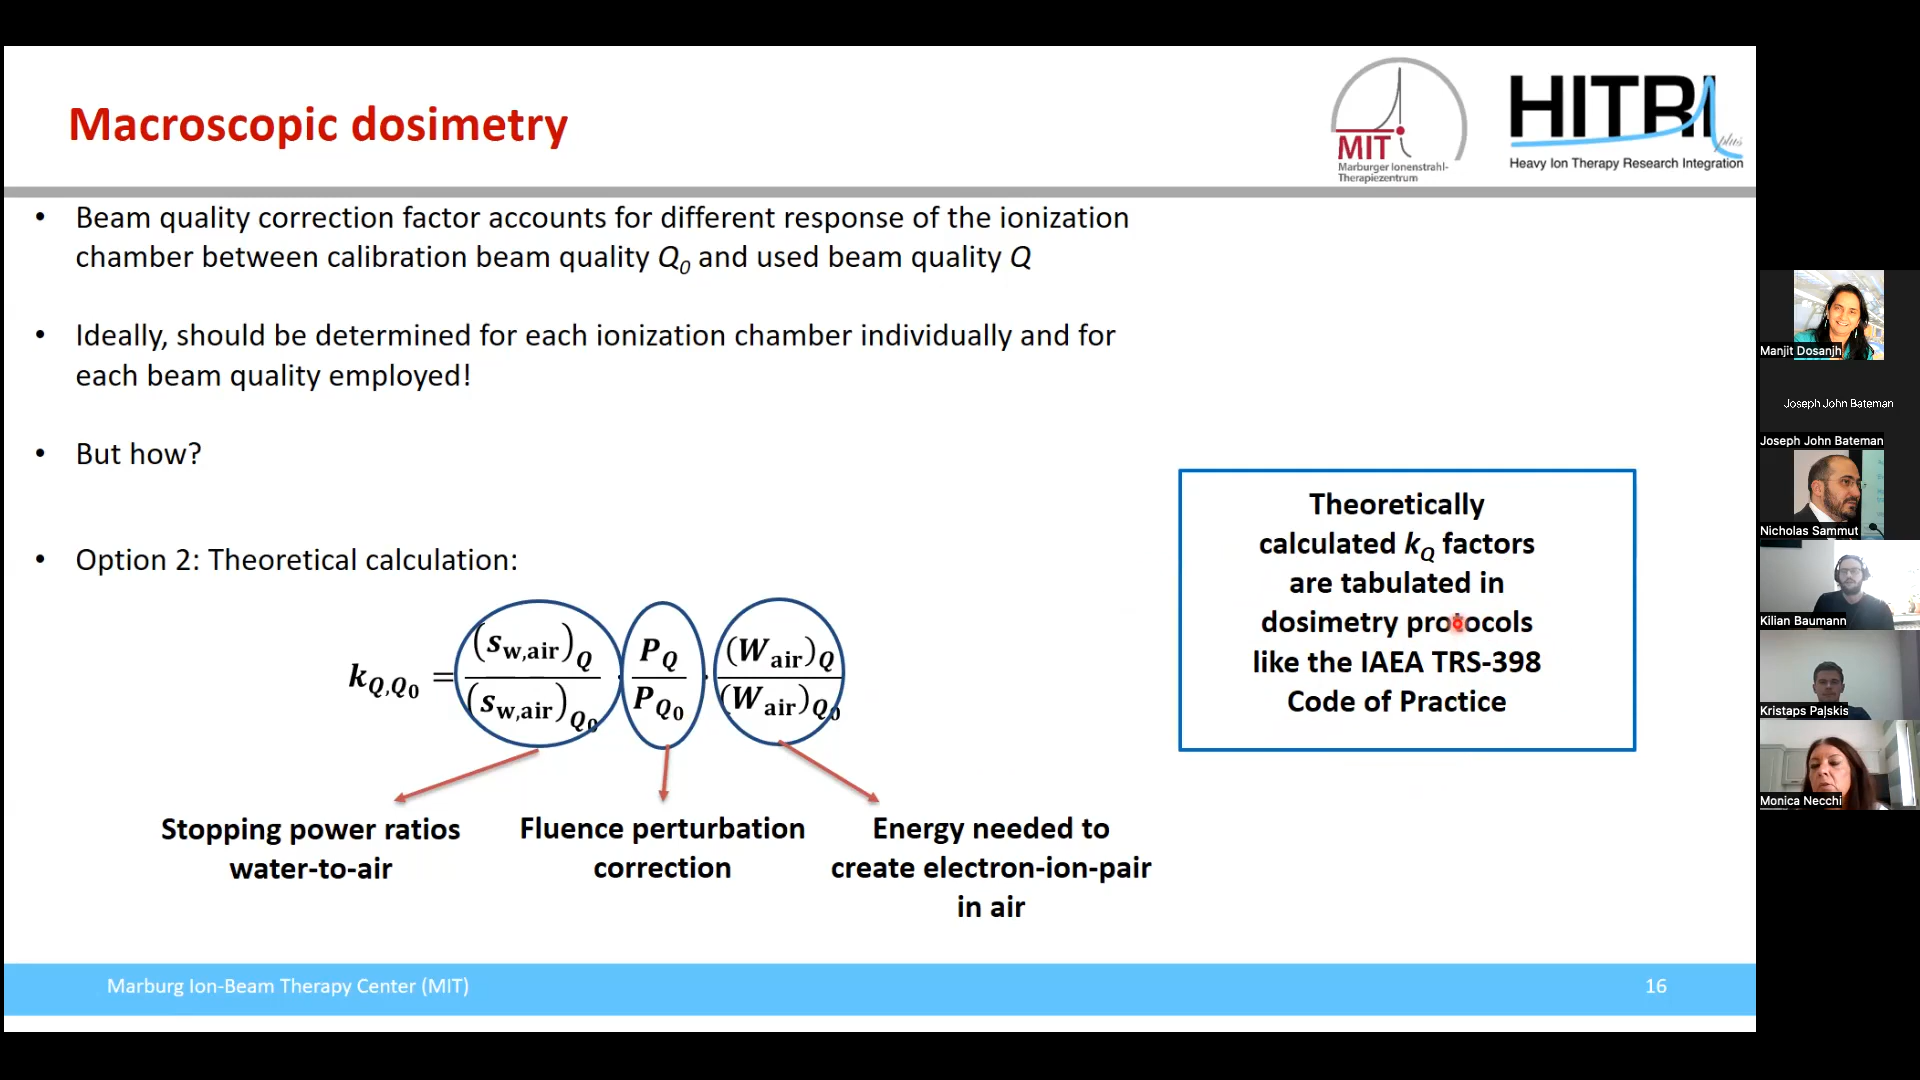 Macroscopic dosimetry
MIT
Marburger Ionenstrahl-
Therapiezentrum
HITRI
plus
Heavy Ion Therapy Research Integration
• Beam quality correction factor accounts for different response of the ionization
chamber between calibration beam quality Q₀ and used beam quality Q
• Ideally, should be determined for each ionization chamber individually and for
each beam quality employed!
• But how?
• Option 2: Theoretical calculation:
k_{Q,Q₀} = (s_{w,air})_Q / (s_{w,air})_{Q₀} · P_Q / P_{Q₀} · (W_{air})_Q / (W_{air})_{Q₀}
Stopping power ratios
water-to-air
Fluence perturbation
correction
Energy needed to
create electron-ion-pair
in air
Theoretically
calculated k_Q factors
are tabulated in
dosimetry protocols
like the IAEA TRS-398
Code of Practice
Marburg Ion-Beam Therapy Center (MIT)
16
Manjit Dosanjh
Joseph John Bateman
Joseph John Bateman
Nicholas Sammut
Kilian Baumann
Kristaps Paļskis
Monica Necchi